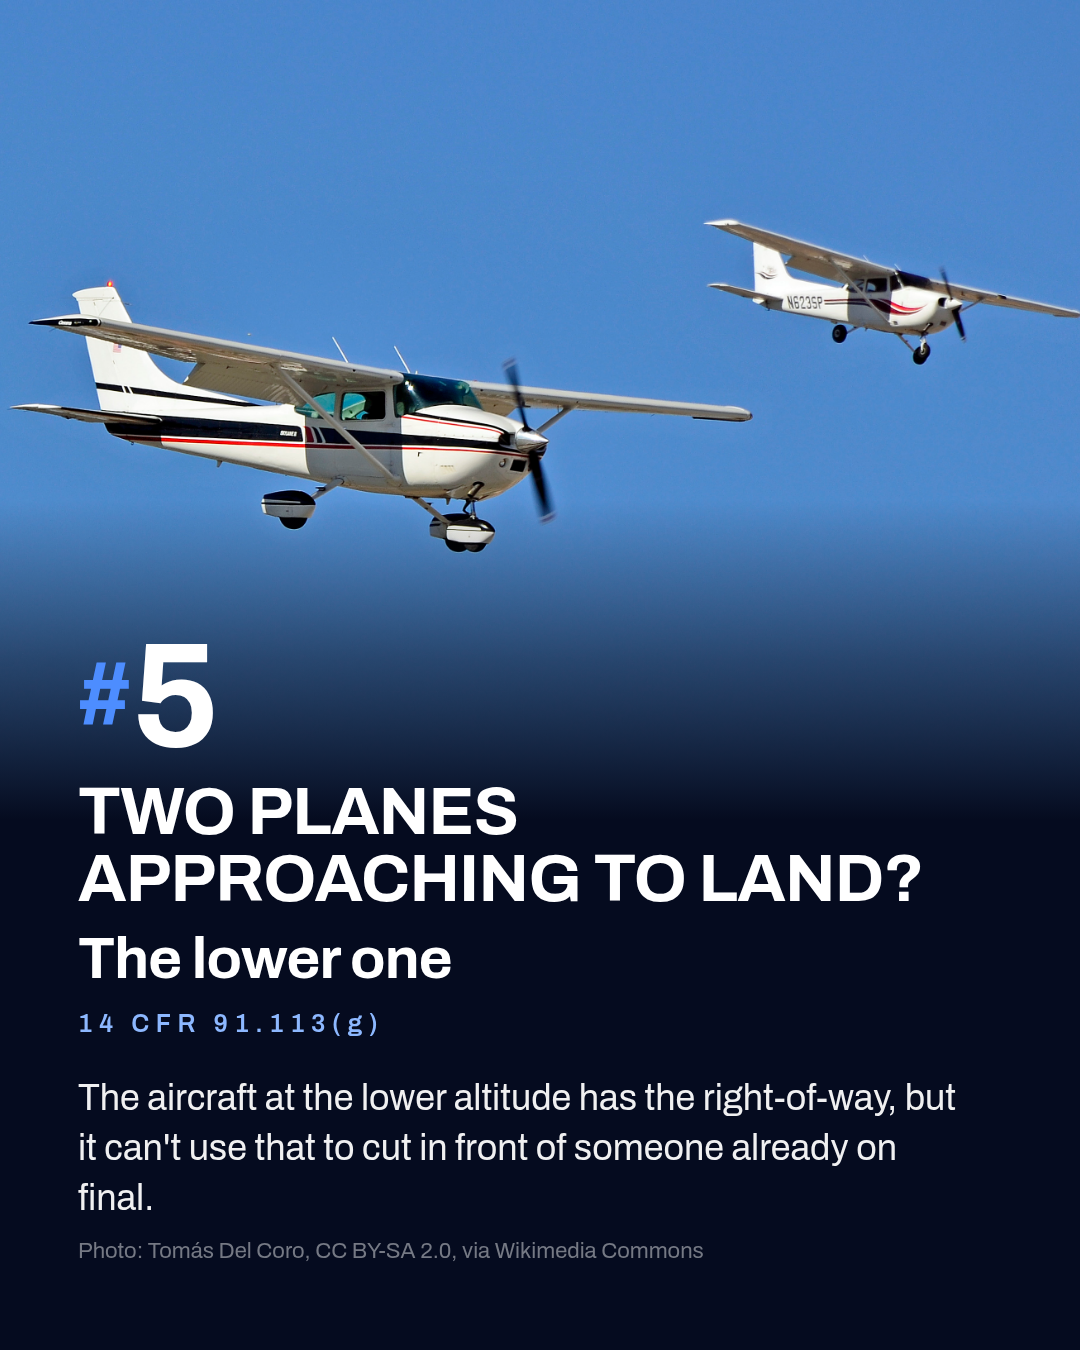 N623SP
#5
TWO PLANES
APPROACHING TO LAND?
The lower one
14 CFR 91.113(g)
The aircraft at the lower altitude has the right-of-way, but
it can't use that to cut in front of someone already on
final.
Photo: Tomás Del Coro, CC BY-SA 2.0, via Wikimedia Commons